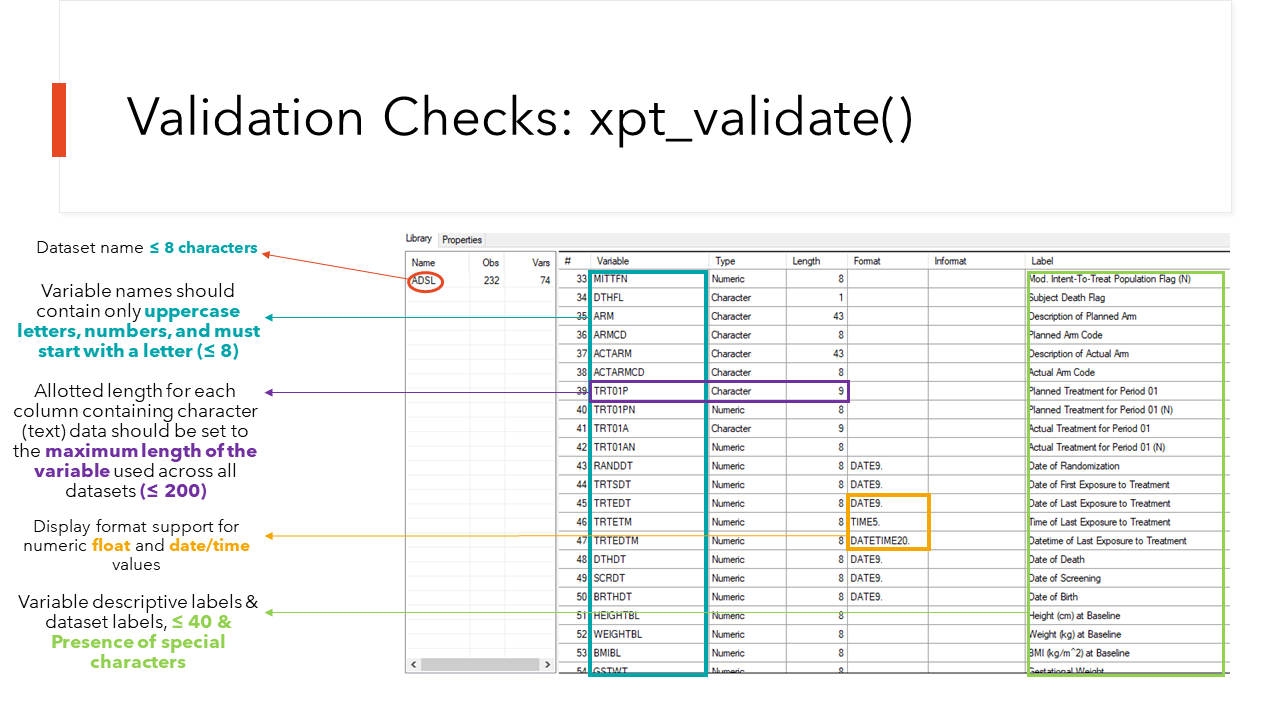 Validation Checks: xpt_validate()
Dataset name ≤ 8 characters
Variable names should
contain only uppercase
letters, numbers, and must
start with a letter (≤ 8)
Allotted length for each
column containing character
(text) data should be set to
the maximum length of the
variable used across all
datasets (≤ 200)
Display format support for
numeric float and date/time
values
Variable descriptive labels &
dataset labels, ≤ 40 &
Presence of special
characters
Library Properties
Name Obs Vars
ADSL 232 74
# Variable Type Length Format Informat Label
33 MITTFN Numeric 8 Mod. Intent-To-Treat Population Flag (N)
34 DTHFL Character 1 Subject Death Flag
35 ARM Character 43 Description of Planned Arm
36 ARMCD Character 8 Planned Arm Code
37 ACTARM Character 43 Description of Actual Arm
38 ACTARMCD Character 8 Actual Arm Code
39 TRT01P Character 9 Planned Treatment for Period 01
40 TRT01PN Numeric 8 Planned Treatment for Period 01 (N)
41 TRT01A Character 9 Actual Treatment for Period 01
42 TRT01AN Numeric 8 Actual Treatment for Period 01 (N)
43 RANDDT Numeric 8 DATE9. Date of Randomization
44 TRTSDT Numeric 8 DATE9. Date of First Exposure to Treatment
45 TRTEDT Numeric 8 DATE9. Date of Last Exposure to Treatment
46 TRTETM Numeric 8 TIME5. Time of Last Exposure to Treatment
47 TRTEDTM Numeric 8 DATETIME20. Datetime of Last Exposure to Treatment
48 DTHDT Numeric 8 DATE9. Date of Death
49 SCRDT Numeric 8 DATE9. Date of Screening
50 BRTHDT Numeric 8 DATE9. Date of Birth
51 HEIGHTBL Numeric 8 Height (cm) at Baseline
52 WEIGHTBL Numeric 8 Weight (kg) at Baseline
53 BMIBL Numeric 8 BMI (kg/m^2) at Baseline
54 GSTWT Numeric 8 Gestational Weight